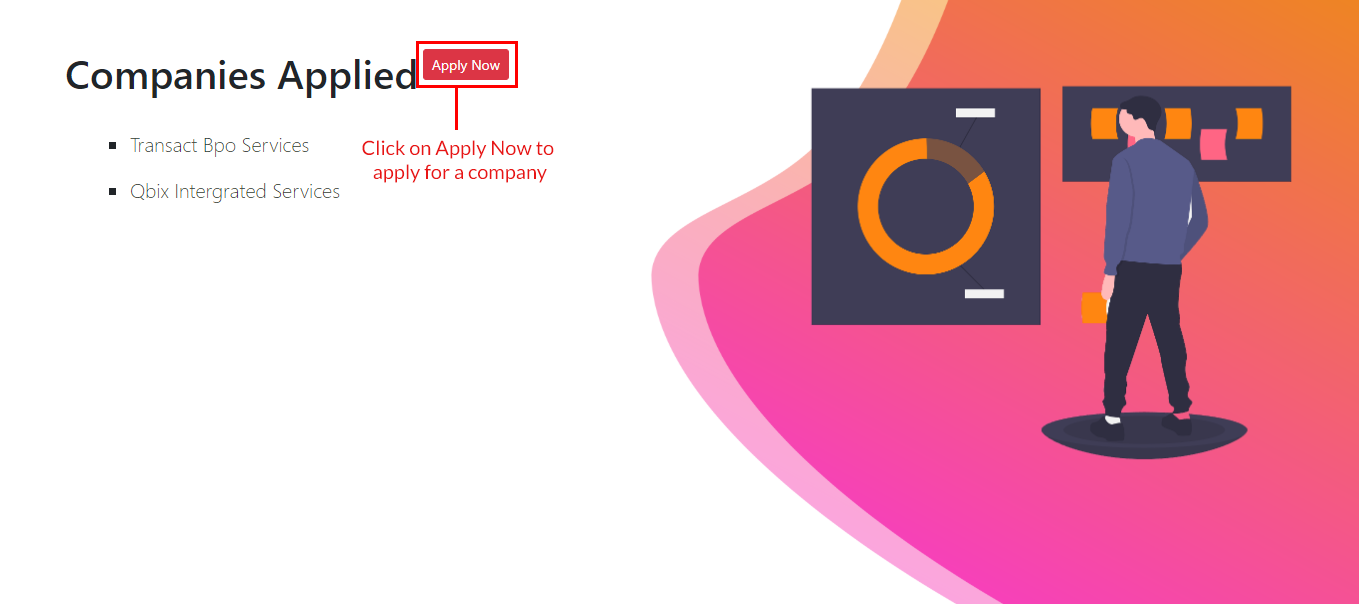 Companies Applied Apply Now
Transact Bpo Services
Qbix Intergrated Services
Click on Apply Now to
apply for a company